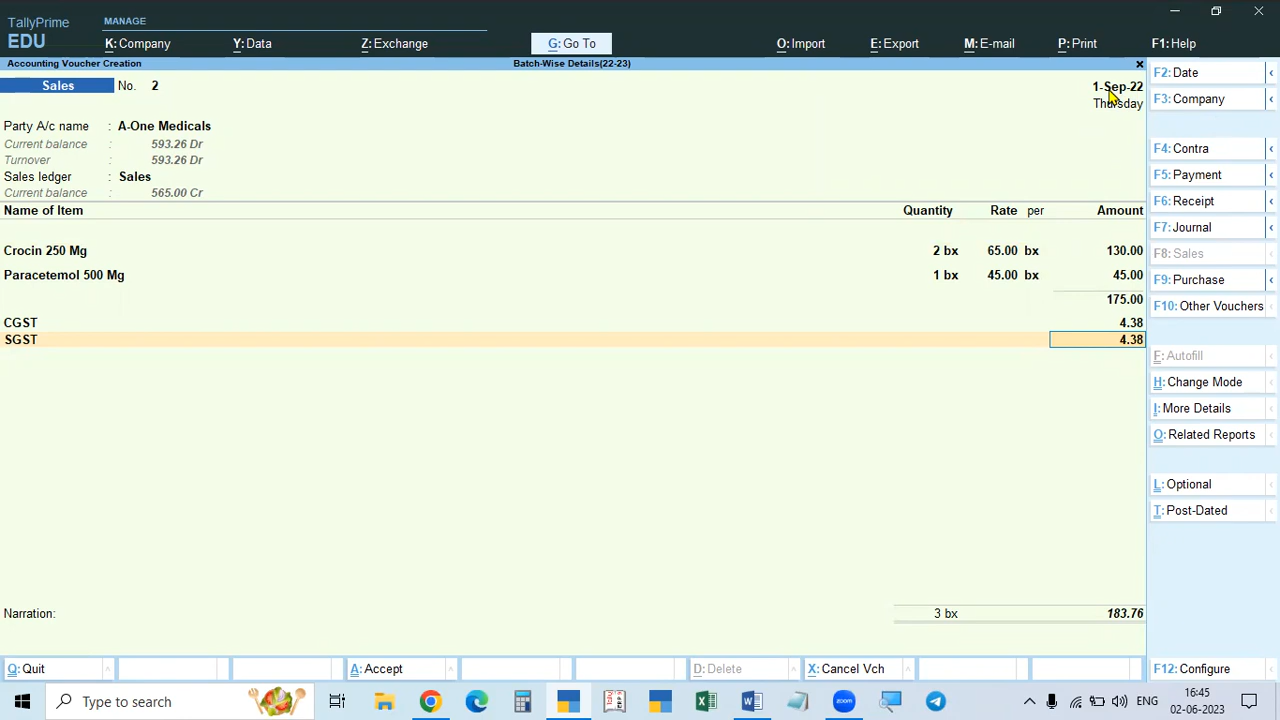 TallyPrime
EDU
MANAGE
K: Company
Y: Data
Z: Exchange
G: Go To
O: Import
E: Export
M: E-mail
P: Print
F1: Help
Accounting Voucher Creation
Batch-Wise Details(22-23)
Sales No. 2
1-Sep-22
Thursday
Party A/c name : A-One Medicals
Current balance : 593.26 Dr
Turnover : 593.26 Dr
Sales ledger : Sales
Current balance : 565.00 Cr
Name of Item Quantity Rate per Amount
Crocin 250 Mg 2 bx 65.00 bx 130.00
Paracetemol 500 Mg 1 bx 45.00 bx 45.00
175.00
CGST 4.38
SGST 4.38
Narration: 3 bx 183.76
F2: Date
F3: Company
F4: Contra
F5: Payment
F6: Receipt
F7: Journal
F8: Sales
F9: Purchase
F10: Other Vouchers
F: Autofill
H: Change Mode
I: More Details
O: Related Reports
L: Optional
T: Post-Dated
Q: Quit
A: Accept
D: Delete
X: Cancel Vch
F12: Configure
Type to search
zoom
ENG
16:45
02-06-2023